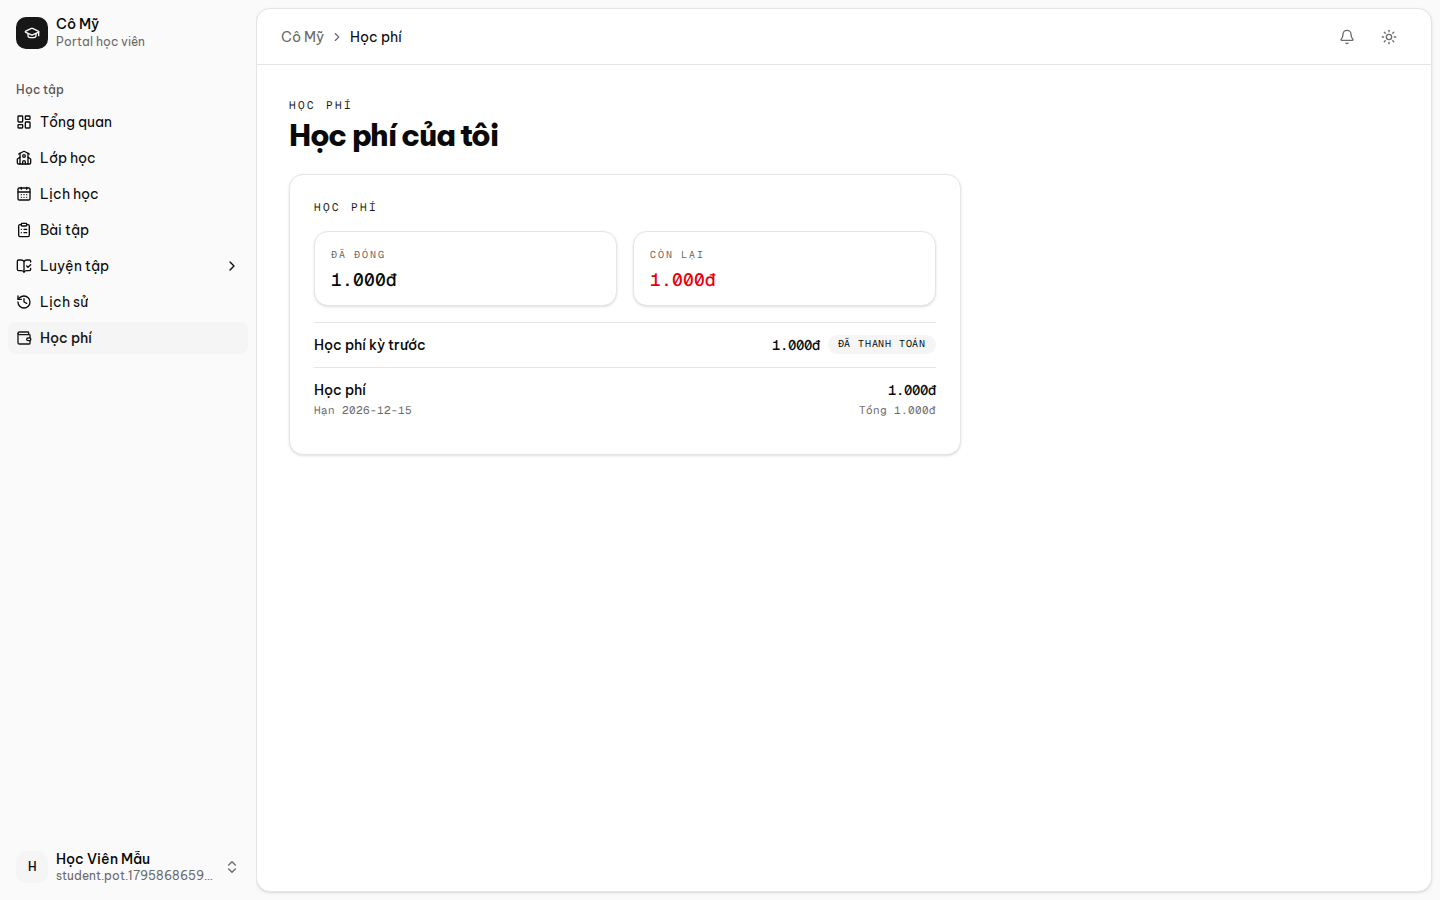 Cô Mỹ
Portal học viên
Học tập
Tổng quan
Lớp học
Lịch học
Bài tập
Luyện tập
Lịch sử
Học phí
Học Viên Mẫu
student.pot.1795868659...
Cô Mỹ > Học phí
HỌC PHÍ
Học phí của tôi
HỌC PHÍ
ĐÃ ĐÓNG
1.000đ
CÒN LẠI
1.000đ
Học phí kỳ trước 1.000đ ĐÃ THANH TOÁN
Học phí 1.000đ
Hạn 2026-12-15 Tổng 1.000đ
H